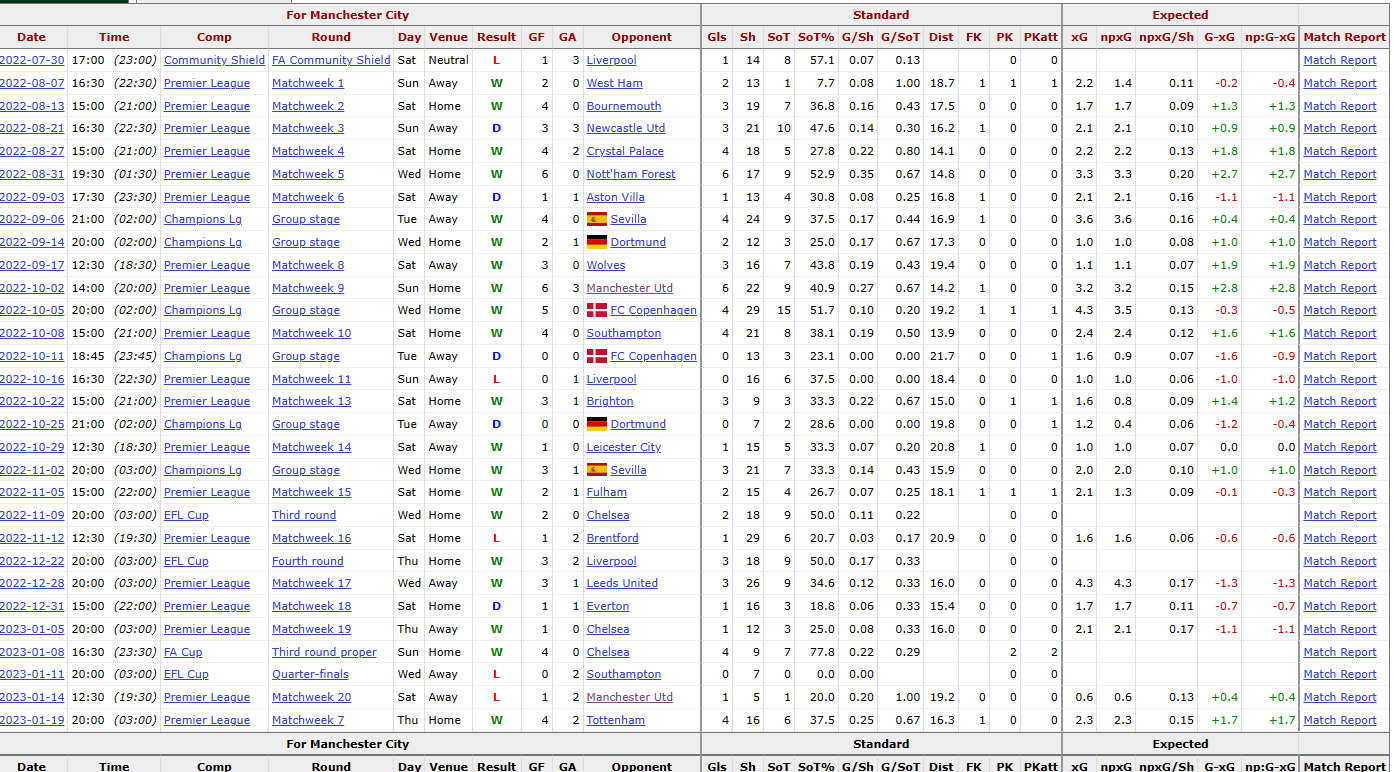 For Manchester City Standard Expected
Date Time Comp Round Day Venue Result GF GA Opponent Gls Sh SoT SoT% G/Sh G/SoT Dist FK PK PKatt xG npxG npxG/Sh G-xG np:G-xG Match Report
2022-07-30 17:00 (23:00) Community Shield FA Community Shield Sat Neutral L 1 3 Liverpool 1 14 8 57.1 0.07 0.13 0 0 Match Report
2022-08-07 16:30 (22:30) Premier League Matchweek 1 Sun Away W 2 0 West Ham 2 13 1 7.7 0.08 1.00 18.7 1 1 1 2.2 1.4 0.11 -0.2 -0.4 Match Report
2022-08-13 15:00 (21:00) Premier League Matchweek 2 Sat Home W 4 0 Bournemouth 3 19 7 36.8 0.16 0.43 17.5 0 0 0 1.7 1.7 0.09 +1.3 +1.3 Match Report
2022-08-21 16:30 (22:30) Premier League Matchweek 3 Sun Away D 3 3 Newcastle Utd 3 21 10 47.6 0.14 0.30 16.2 1 0 0 2.1 2.1 0.10 +0.9 +0.9 Match Report
2022-08-27 15:00 (21:00) Premier League Matchweek 4 Sat Home W 4 2 Crystal Palace 4 18 5 27.8 0.22 0.80 14.1 0 0 0 2.2 2.2 0.13 +1.8 +1.8 Match Report
2022-08-31 19:30 (01:30) Premier League Matchweek 5 Wed Home W 6 0 Nott'ham Forest 6 17 9 52.9 0.35 0.67 14.8 0 0 0 3.3 3.3 0.20 +2.7 +2.7 Match Report
2022-09-03 17:30 (23:30) Premier League Matchweek 6 Sat Away D 1 1 Aston Villa 1 13 4 30.8 0.08 0.25 16.8 1 0 0 2.1 2.1 0.16 -1.1 -1.1 Match Report
2022-09-06 21:00 (02:00) Champions Lg Group stage Tue Away W 4 0 Sevilla 4 24 9 37.5 0.17 0.44 16.9 1 0 0 3.6 3.6 0.16 +0.4 +0.4 Match Report
2022-09-14 20:00 (02:00) Champions Lg Group stage Wed Home W 2 1 Dortmund 2 12 3 25.0 0.17 0.67 17.3 0 0 0 1.0 1.0 0.08 +1.0 +1.0 Match Report
2022-09-17 12:30 (18:30) Premier League Matchweek 8 Sat Away W 3 0 Wolves 3 16 7 43.8 0.19 0.43 19.4 0 0 0 1.1 1.1 0.07 +1.9 +1.9 Match Report
2022-10-02 14:00 (20:00) Premier League Matchweek 9 Sun Home W 6 3 Manchester Utd 6 22 9 40.9 0.27 0.67 14.2 1 0 0 3.2 3.2 0.15 +2.8 +2.8 Match Report
2022-10-05 20:00 (02:00) Champions Lg Group stage Wed Home W 5 0 FC Copenhagen 4 29 15 51.7 0.10 0.20 19.2 1 1 1 4.3 3.5 0.13 -0.3 -0.5 Match Report
2022-10-08 15:00 (21:00) Premier League Matchweek 10 Sat Home W 4 0 Southampton 4 21 8 38.1 0.19 0.50 13.9 0 0 0 2.4 2.4 0.12 +1.6 +1.6 Match Report
2022-10-11 18:45 (23:45) Champions Lg Group stage Tue Away D 0 0 FC Copenhagen 0 13 3 23.1 0.00 0.00 21.7 0 0 1 1.6 0.9 0.07 -1.6 -0.9 Match Report
2022-10-16 16:30 (22:30) Premier League Matchweek 11 Sun Away L 0 1 Liverpool 0 16 6 37.5 0.00 0.00 18.4 0 0 0 1.0 1.0 0.06 -1.0 -1.0 Match Report
2022-10-22 15:00 (21:00) Premier League Matchweek 13 Sat Home W 3 1 Brighton 3 9 3 33.3 0.22 0.67 15.0 0 1 1 1.6 0.8 0.09 +1.4 +1.2 Match Report
2022-10-25 21:00 (02:00) Champions Lg Group stage Tue Away D 0 0 Dortmund 0 7 2 28.6 0.00 0.00 19.8 0 0 1 1.2 0.4 0.06 -1.2 -0.4 Match Report
2022-10-29 12:30 (18:30) Premier League Matchweek 14 Sat Away W 1 0 Leicester City 1 15 5 33.3 0.07 0.20 20.8 1 0 0 1.0 1.0 0.07 0.0 0.0 Match Report
2022-11-02 20:00 (03:00) Champions Lg Group stage Wed Home W 3 1 Sevilla 3 21 7 33.3 0.14 0.43 15.9 0 0 0 2.0 2.0 0.10 +1.0 +1.0 Match Report
2022-11-05 15:00 (22:00) Premier League Matchweek 15 Sat Home W 2 1 Fulham 2 15 4 26.7 0.07 0.25 18.1 1 1 1 2.1 1.3 0.09 -0.1 -0.3 Match Report
2022-11-09 20:00 (03:00) EFL Cup Third round Wed Home W 2 0 Chelsea 2 18 9 50.0 0.11 0.22 0 0 Match Report
2022-11-12 12:30 (19:30) Premier League Matchweek 16 Sat Home L 1 2 Brentford 1 29 6 20.7 0.03 0.17 20.9 0 0 0 1.6 1.6 0.06 -0.6 -0.6 Match Report
2022-12-22 20:00 (03:00) EFL Cup Fourth round Thu Home W 3 2 Liverpool 3 18 9 50.0 0.17 0.33 0 0 Match Report
2022-12-28 20:00 (03:00) Premier League Matchweek 17 Wed Away W 3 1 Leeds United 3 26 9 34.6 0.12 0.33 16.0 0 0 0 4.3 4.3 0.17 -1.3 -1.3 Match Report
2022-12-31 15:00 (22:00) Premier League Matchweek 18 Sat Home D 1 1 Everton 1 16 3 18.8 0.06 0.33 15.4 0 0 0 1.7 1.7 0.11 -0.7 -0.7 Match Report
2023-01-05 20:00 (03:00) Premier League Matchweek 19 Thu Away W 1 0 Chelsea 1 12 3 25.0 0.08 0.33 16.0 0 0 0 2.1 2.1 0.17 -1.1 -1.1 Match Report
2023-01-08 16:30 (23:30) FA Cup Third round proper Sun Home W 4 0 Chelsea 4 9 7 77.8 0.22 0.29 2 2 Match Report
2023-01-11 20:00 (03:00) EFL Cup Quarter-finals Wed Away L 0 2 Southampton 0 7 0 0.0 0.00 0 0 Match Report
2023-01-14 12:30 (19:30) Premier League Matchweek 20 Sat Away L 1 2 Manchester Utd 1 5 1 20.0 0.20 1.00 19.2 0 0 0 0.6 0.6 0.13 +0.4 +0.4 Match Report
2023-01-19 20:00 (03:00) Premier League Matchweek 7 Thu Home W 4 2 Tottenham 4 16 6 37.5 0.25 0.67 16.3 1 0 0 2.3 2.3 0.15 +1.7 +1.7 Match Report
For Manchester City Standard Expected
Date Time Comp Round Day Venue Result GF GA Opponent Gls Sh SoT SoT% G/Sh G/SoT Dist FK PK PKatt xG npxG npxG/Sh G-xG np:G-xG Match Report